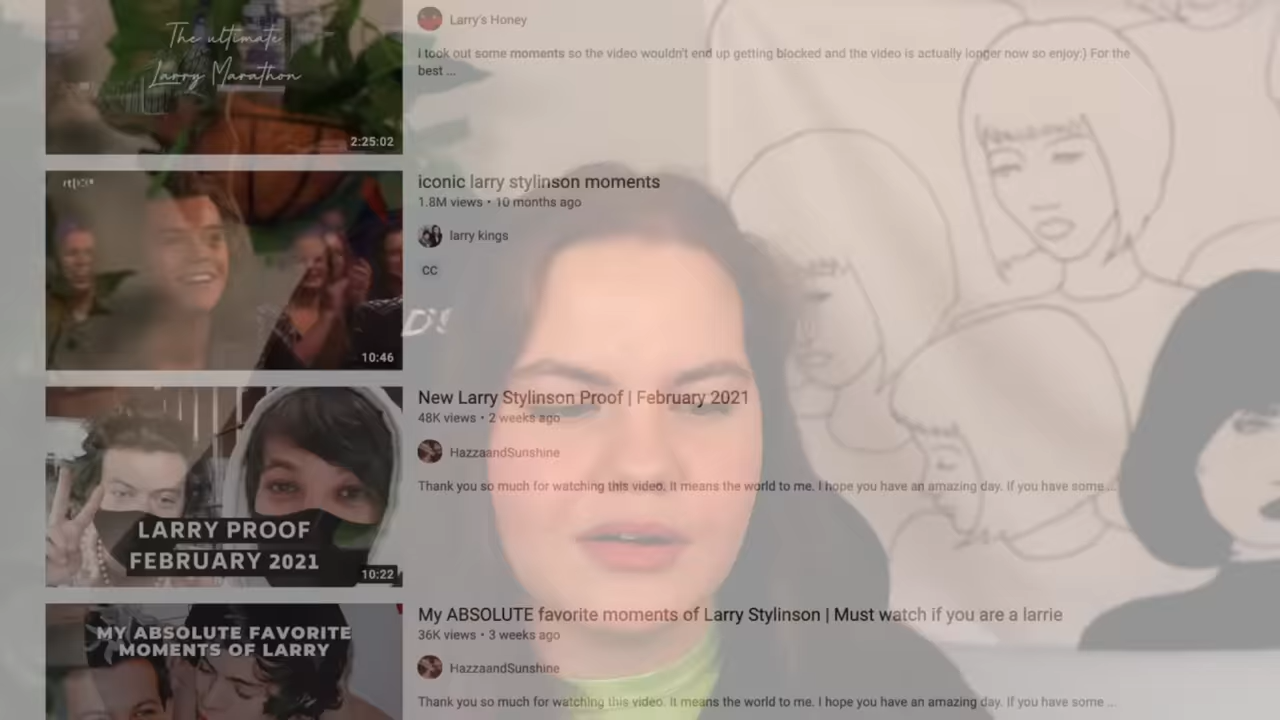 The ultimate
Larry Marathon
2:25:02
Larry's Honey
i took out some moments so the video wouldn't end up getting blocked and the video is actually longer now so enjoy:) For the
best ...
10:46
iconic larry stylinson moments
1.8M views • 10 months ago
larry kings
CC
LARRY PROOF
FEBRUARY 2021
10:22
New Larry Stylinson Proof | February 2021
48K views • 2 weeks ago
HazzaandSunshine
Thank you so much for watching this video. It means the world to me. I hope you have an amazing day. If you have some ...
MY ABSOLUTE FAVORITE
MOMENTS OF LARRY
My ABSOLUTE favorite moments of Larry Stylinson | Must watch if you are a larrie
36K views • 3 weeks ago
HazzaandSunshine
Thank you so much for watching this video. It means the world to me. I hope you have an amazing day. If you have some ...